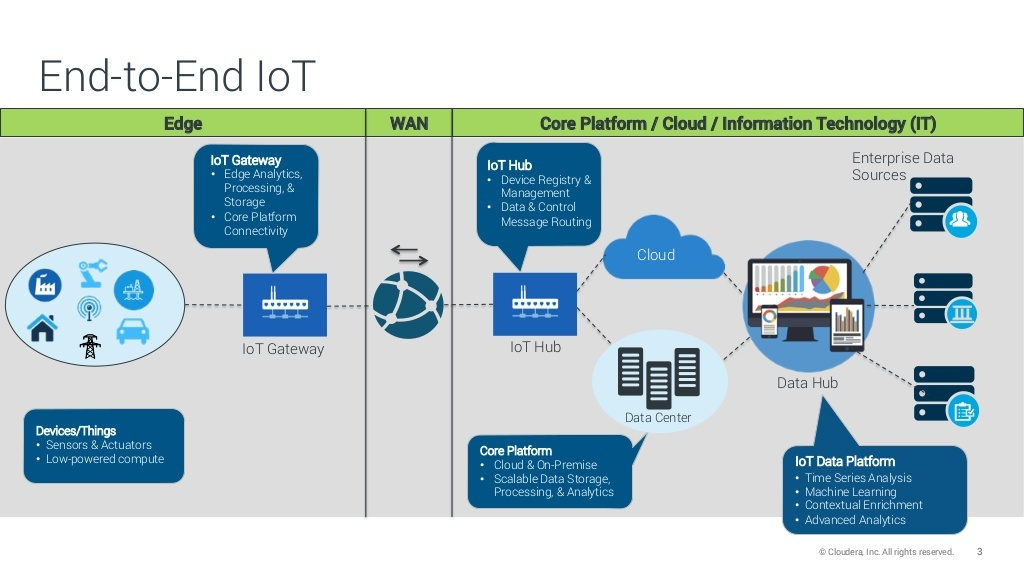 End-to-End IoT
Edge
WAN
Core Platform / Cloud / Information Technology (IT)
IoT Gateway
• Edge Analytics,
Processing, &
Storage
• Core Platform
Connectivity
IoT Hub
• Device Registry &
Management
• Data & Control
Message Routing
Enterprise Data
Sources
Cloud
IoT Gateway
IoT Hub
Data Hub
Data Center
Devices/Things
• Sensors & Actuators
• Low-powered compute
Core Platform
• Cloud & On-Premise
• Scalable Data Storage,
Processing, & Analytics
IoT Data Platform
• Time Series Analysis
• Machine Learning
• Contextual Enrichment
• Advanced Analytics
© Cloudera, Inc. All rights reserved.
3